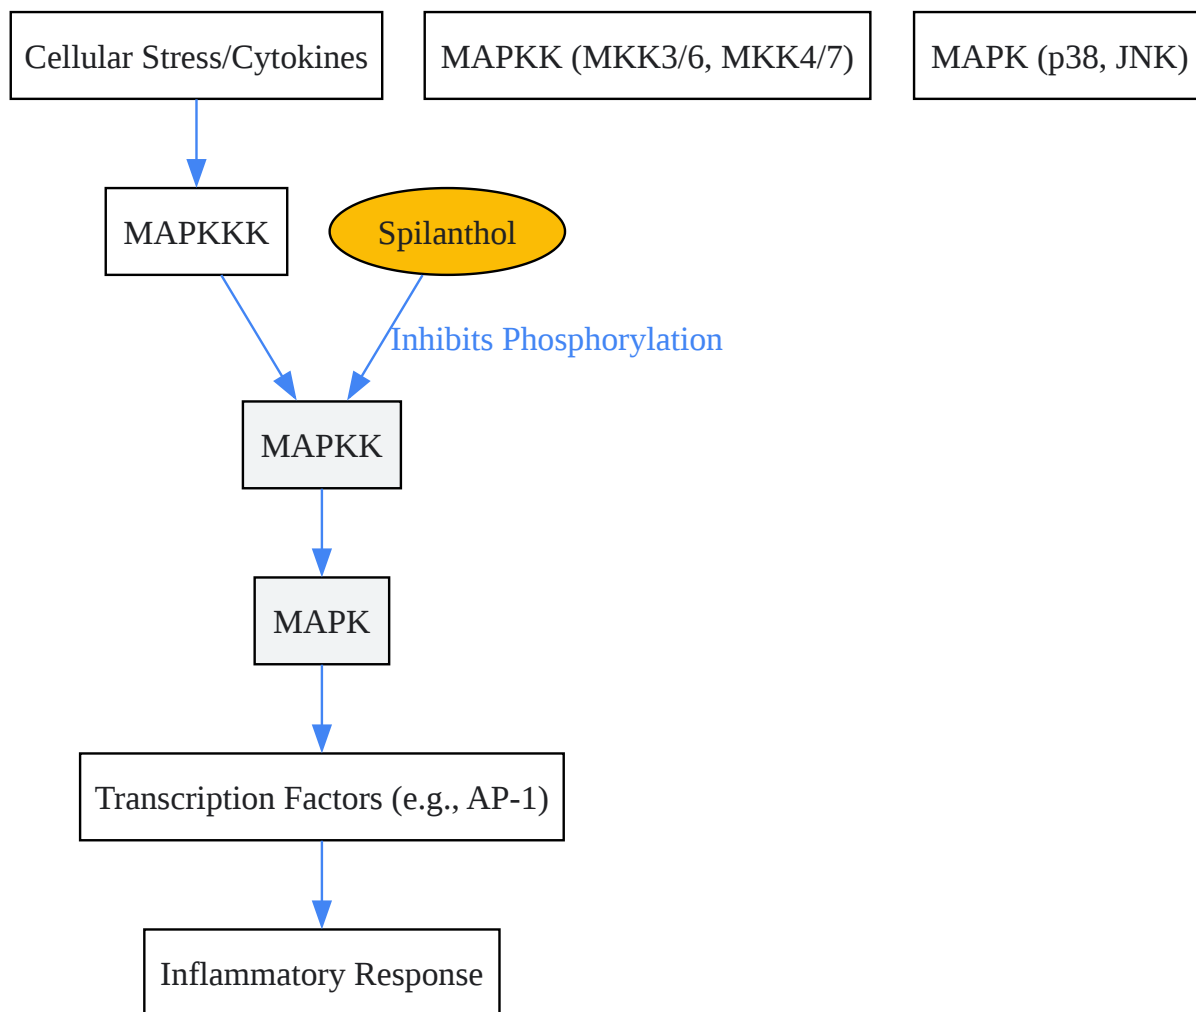 Cellular Stress/Cytokines
MAPKK (MKK3/6, MKK4/7)
MAPK (p38, JNK)
MAPKKK
Spilanthol
Inhibits Phosphorylation
MAPKK
MAPK
Transcription Factors (e.g., AP-1)
Inflammatory Response